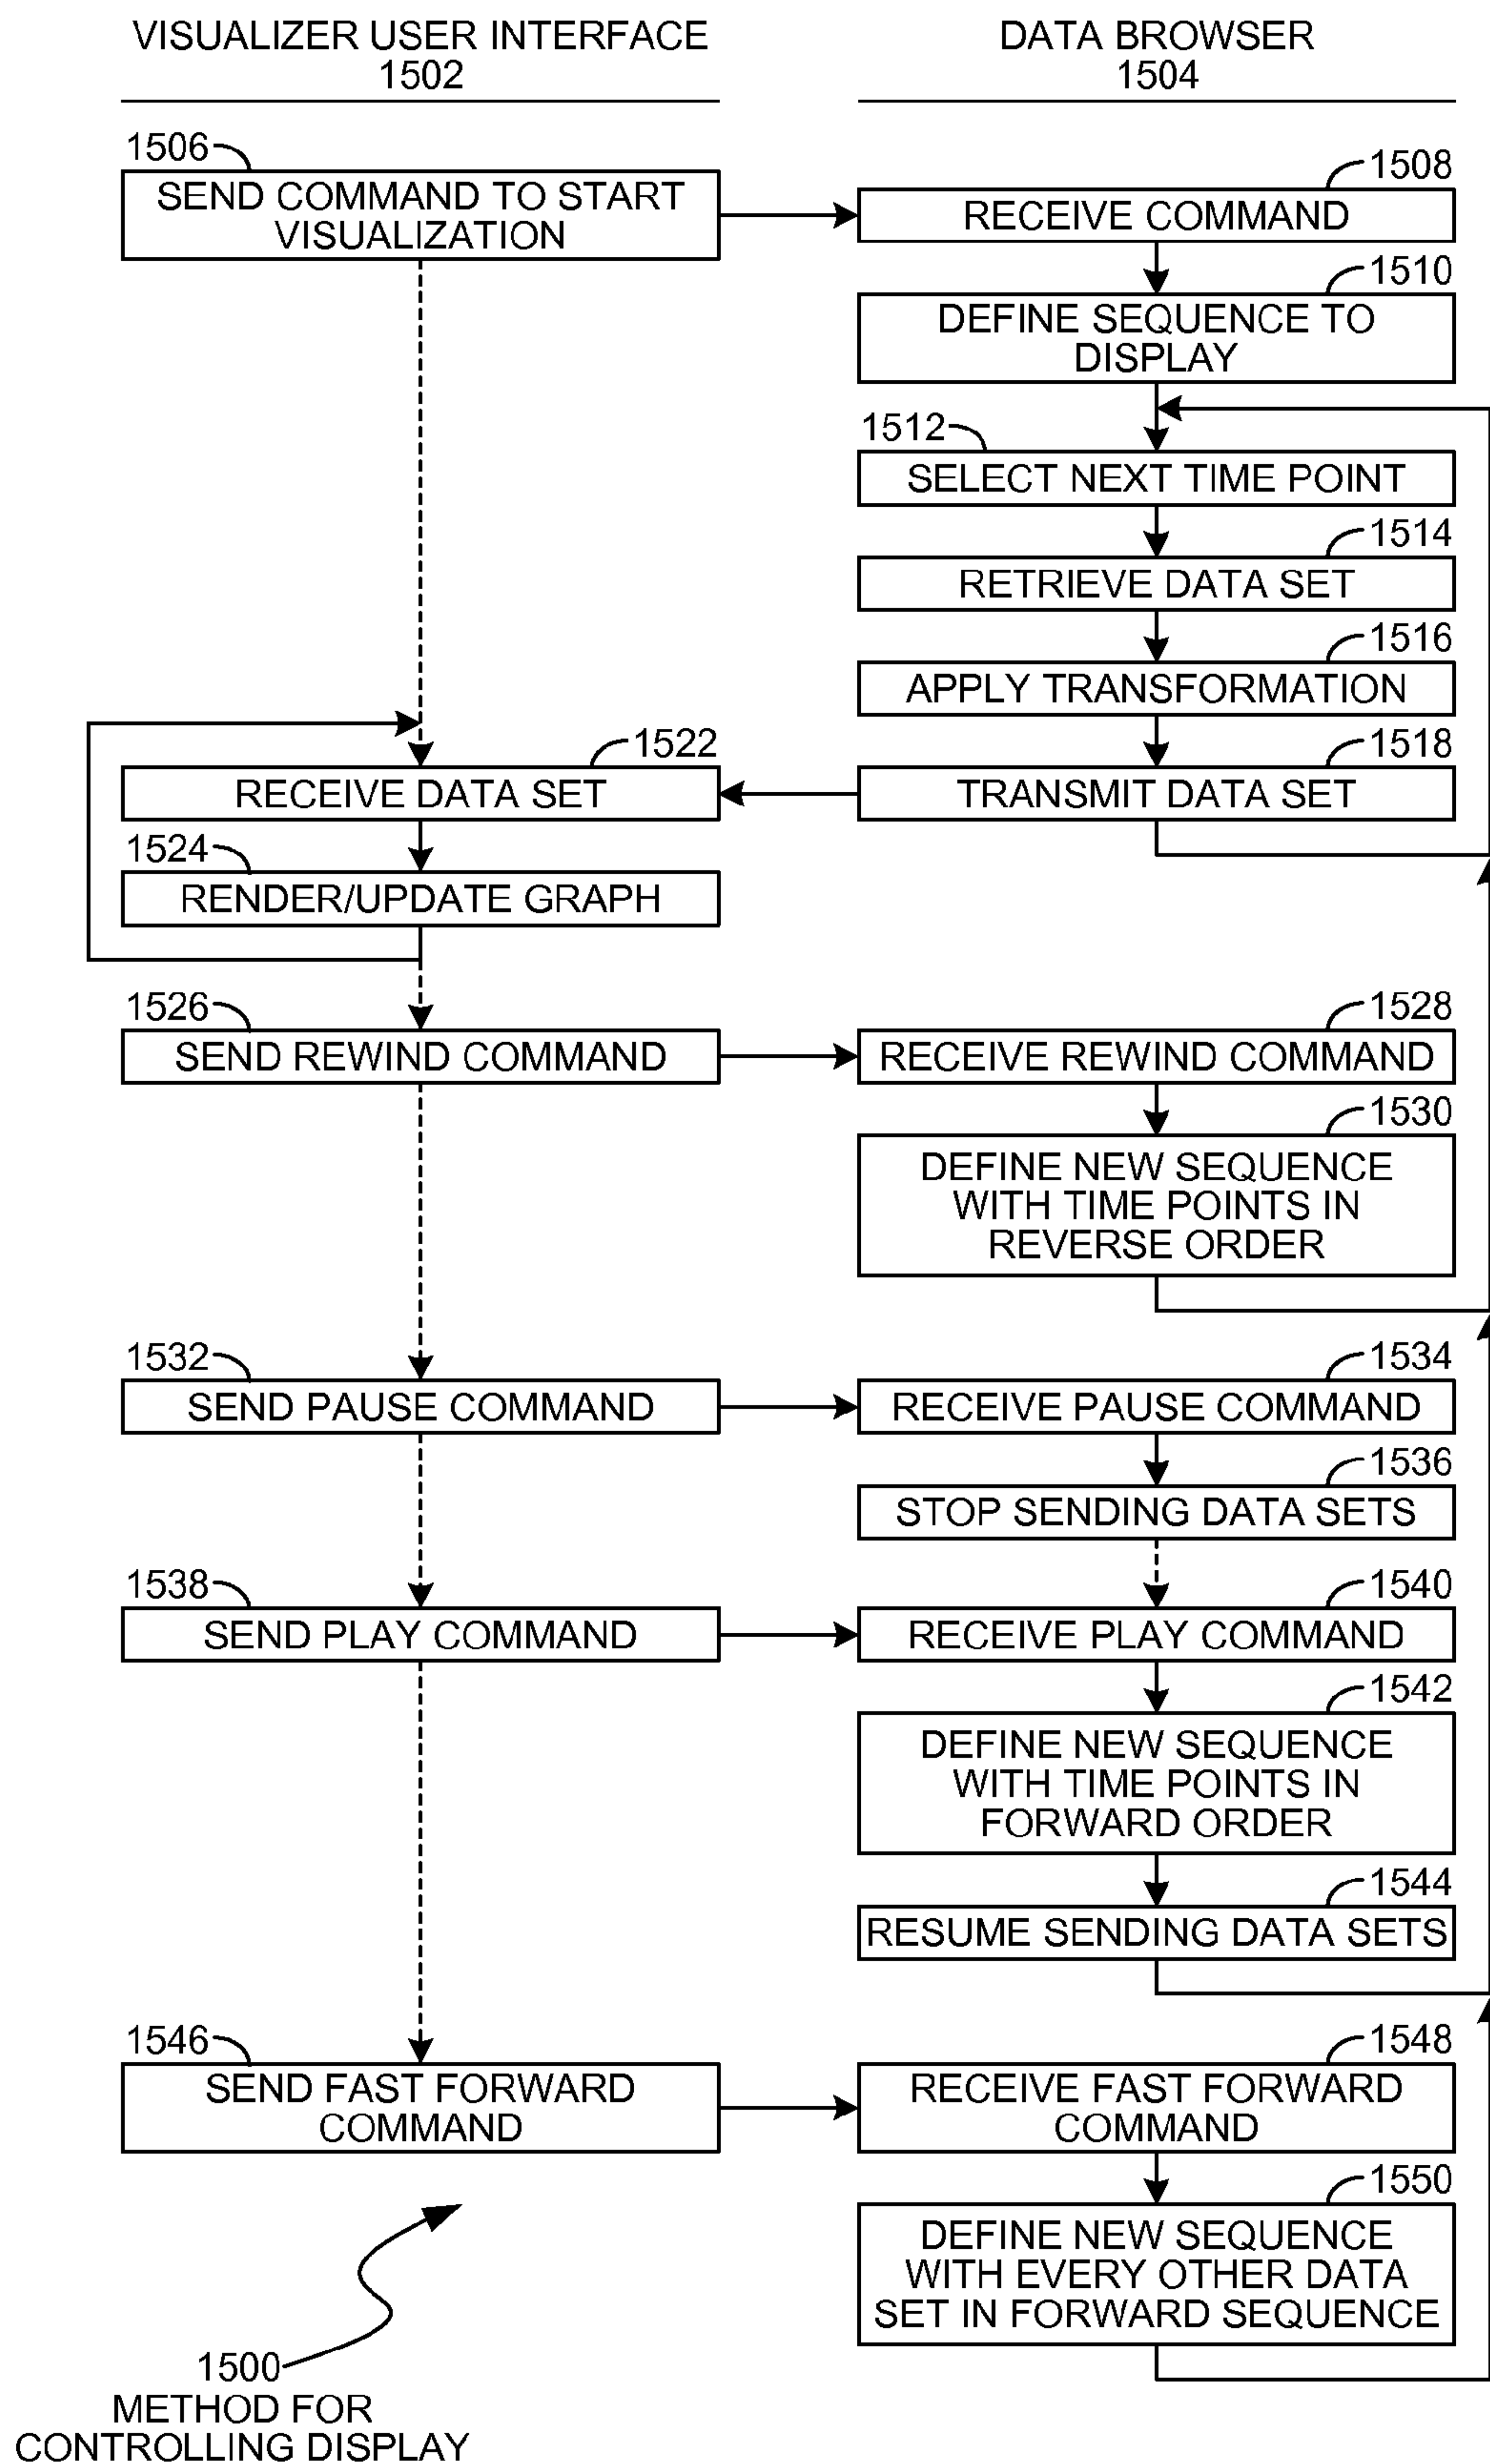 VISUALIZER USER INTERFACE
1502
DATA BROWSER
1504
1506
SEND COMMAND TO START
VISUALIZATION
1508
RECEIVE COMMAND
1510
DEFINE SEQUENCE TO
DISPLAY
1512
SELECT NEXT TIME POINT
1514
RETRIEVE DATA SET
1516
APPLY TRANSFORMATION
1522
RECEIVE DATA SET
1518
TRANSMIT DATA SET
1524
RENDER/UPDATE GRAPH
1526
SEND REWIND COMMAND
1528
RECEIVE REWIND COMMAND
1530
DEFINE NEW SEQUENCE
WITH TIME POINTS IN
REVERSE ORDER
1532
SEND PAUSE COMMAND
1534
RECEIVE PAUSE COMMAND
1536
STOP SENDING DATA SETS
1538
SEND PLAY COMMAND
1540
RECEIVE PLAY COMMAND
1542
DEFINE NEW SEQUENCE
WITH TIME POINTS IN
FORWARD ORDER
1544
RESUME SENDING DATA SETS
1546
SEND FAST FORWARD
COMMAND
1548
RECEIVE FAST FORWARD
COMMAND
1550
DEFINE NEW SEQUENCE
WITH EVERY OTHER DATA
SET IN FORWARD SEQUENCE
1500
METHOD FOR
CONTROLLING DISPLAY